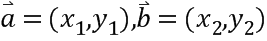 a⃗ = (x₁,y₁),b⃗ = (x₂,y₂)